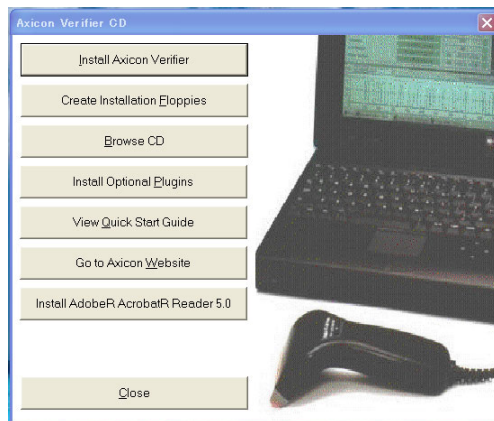 Axicon Verifier CD
Install Axicon Verifier
Create Installation Floppies
Browse CD
Install Optional Plugins
View Quick Start Guide
Go to Axicon Website
Install AdobeR AcrobatR Reader 5.0
Close